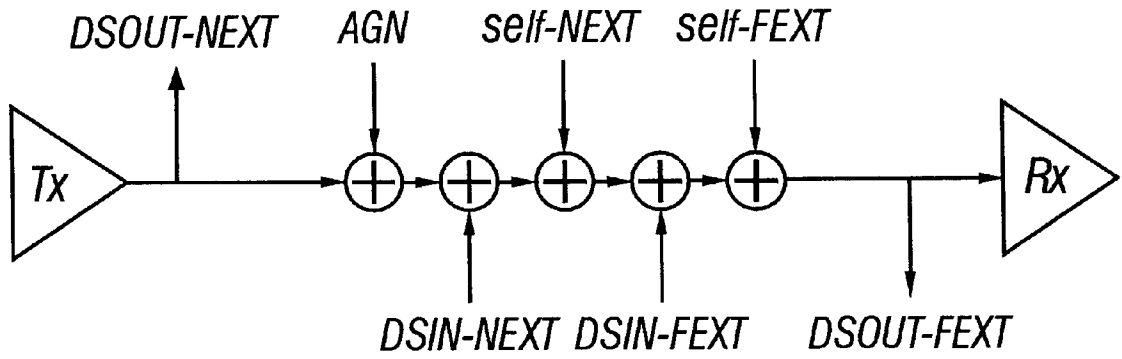 DSOUT-NEXT
AGN
self-NEXT
self-FEXT
Tx
Rx
DSIN-NEXT
DSIN-FEXT
DSOUT-FEXT